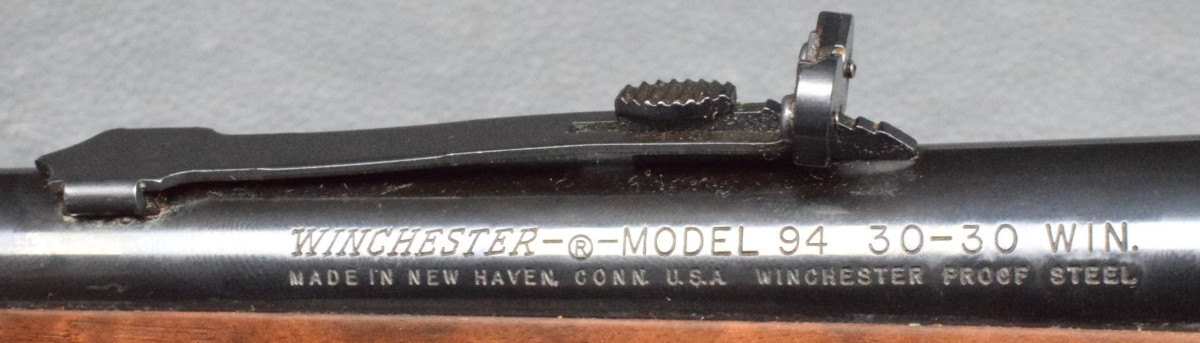 WINCHESTER-®-MODEL 94 30-30 WIN.
MADE IN NEW HAVEN, CONN. U.S.A. WINCHESTER PROOF STEEL